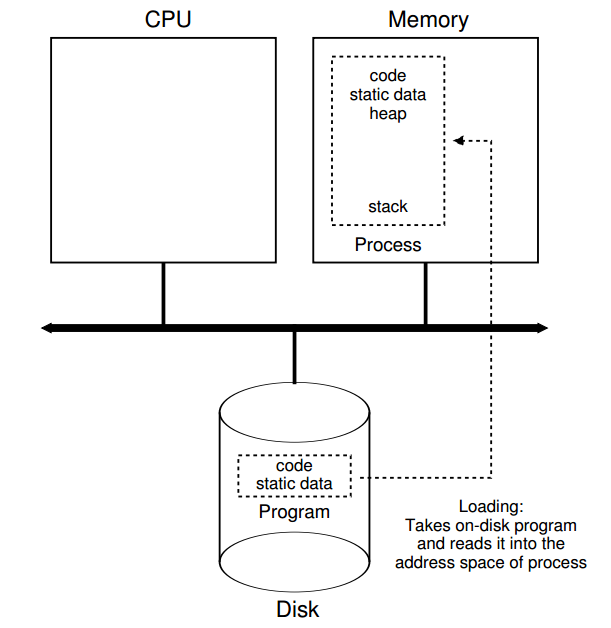 CPU
Memory
code
static data
heap
stack
Process
code
static data
Program
Loading:
Takes on-disk program
and reads it into the
address space of process
Disk